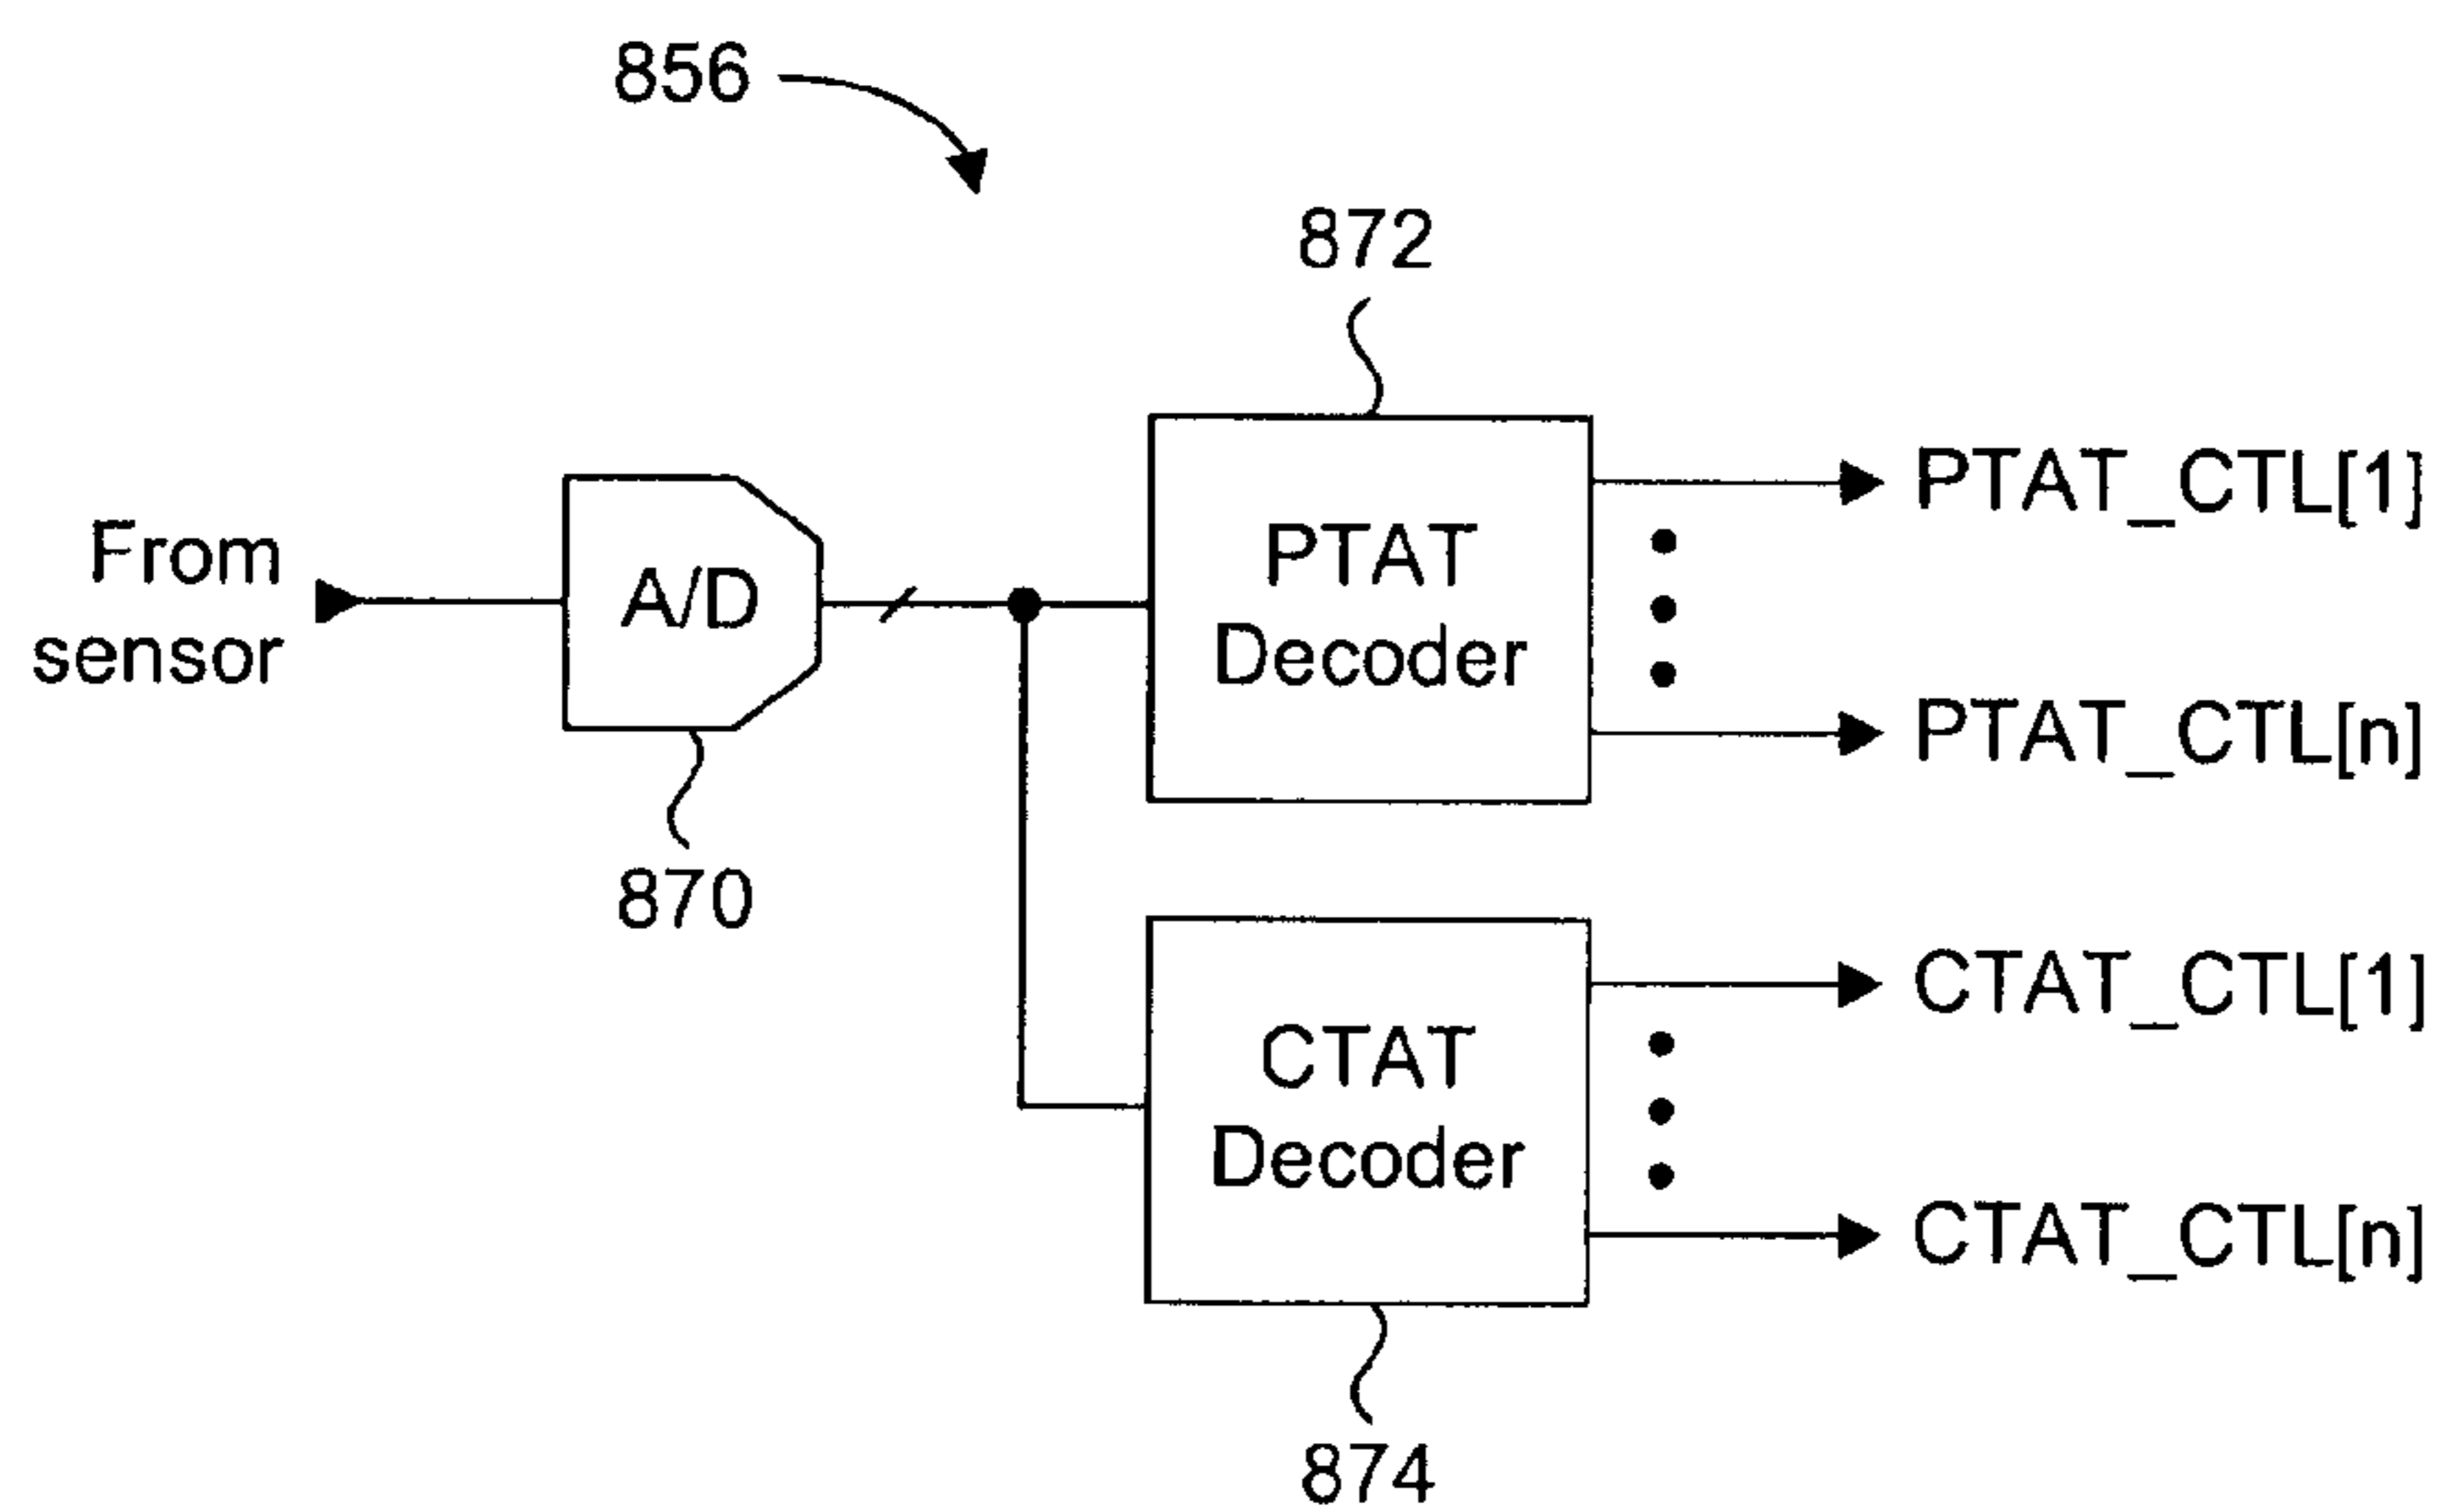 856
872
From
sensor
A/D
870
PTAT
Decoder
PTAT_CTL[1]
PTAT_CTL[n]
CTAT
Decoder
CTAT_CTL[1]
CTAT_CTL[n]
874